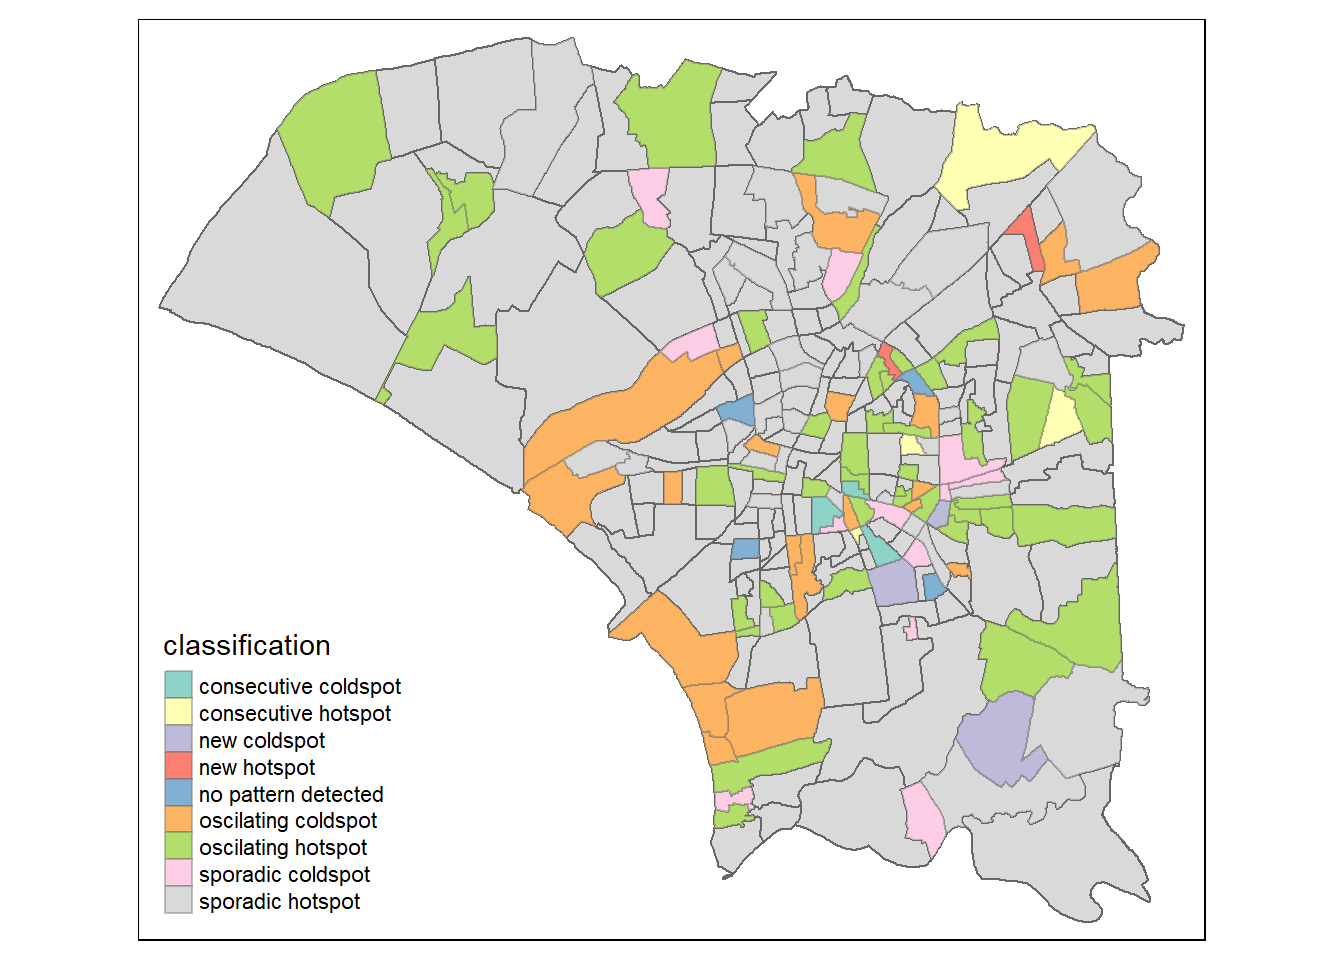 classification
consecutive coldspot
consecutive hotspot
new coldspot
new hotspot
no pattern detected
oscilating coldspot
oscilating hotspot
sporadic coldspot
sporadic hotspot